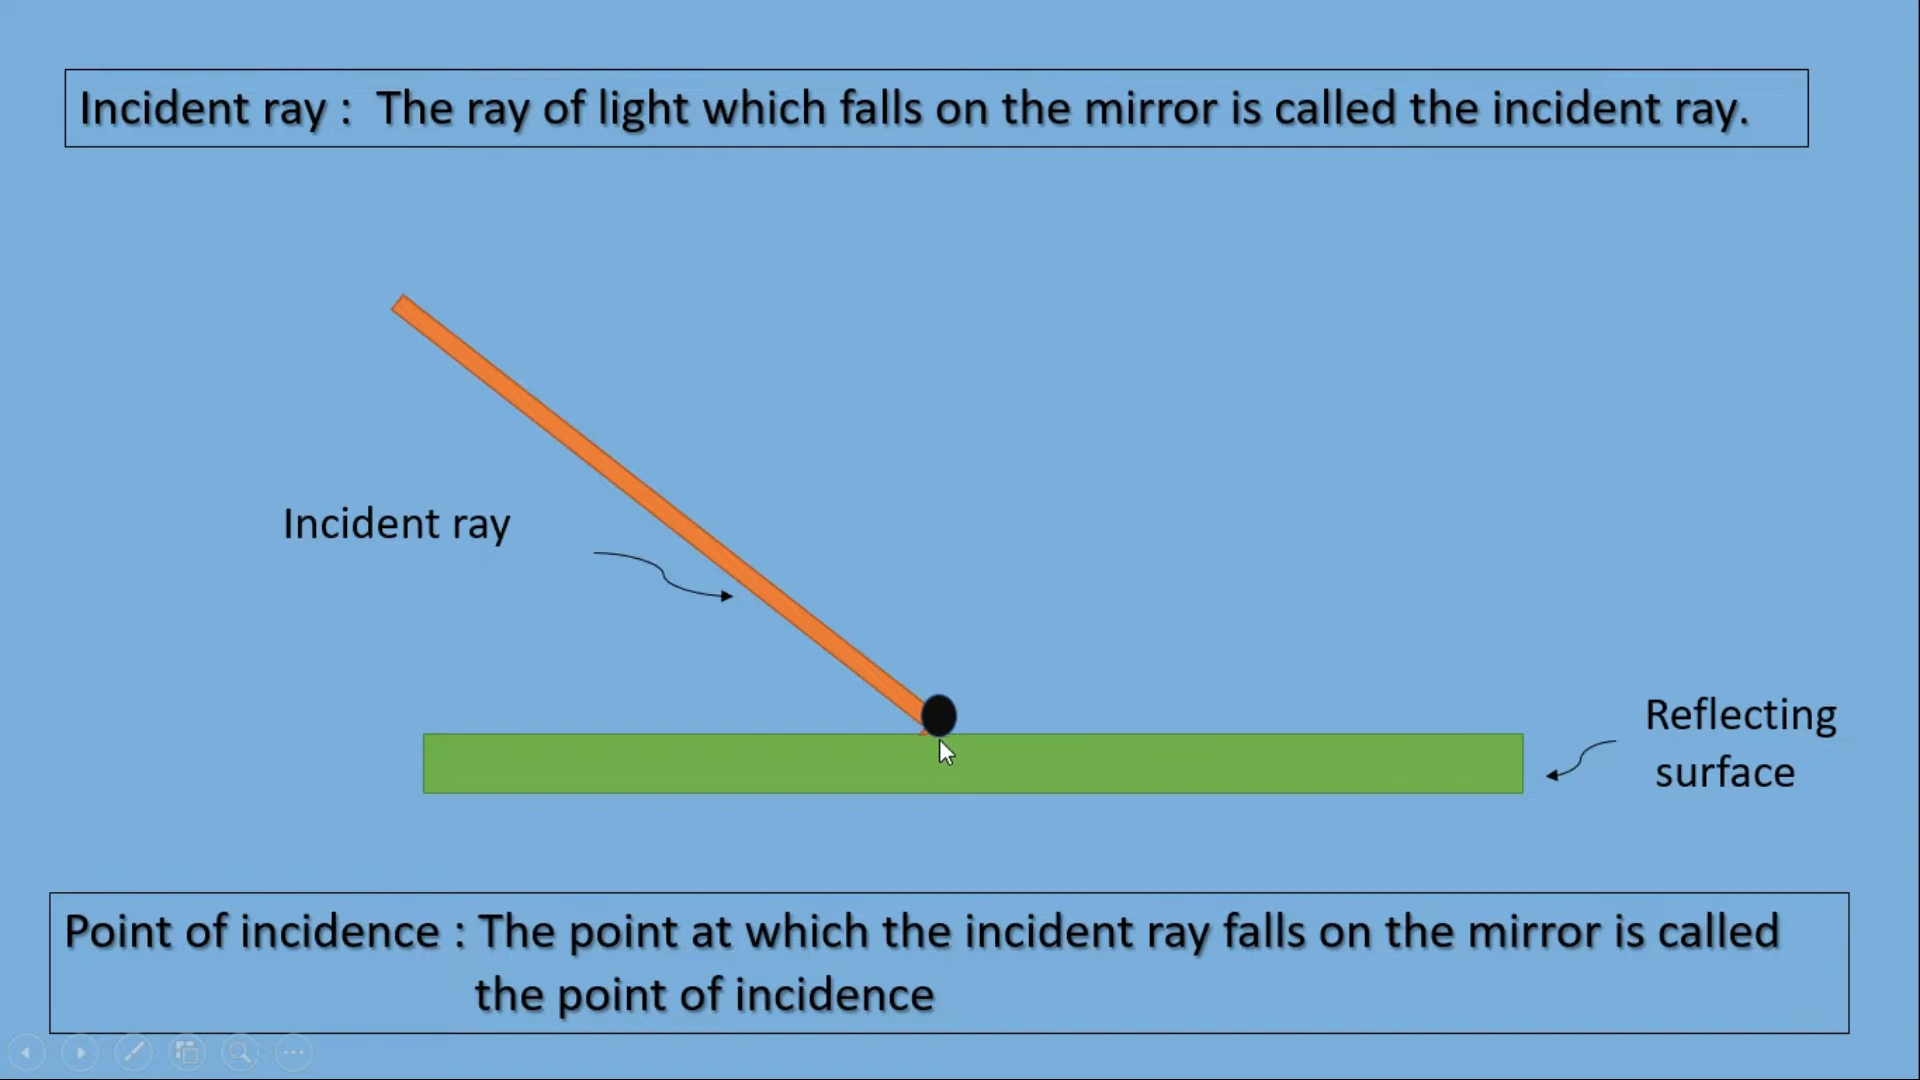 Incident ray : The ray of light which falls on the mirror is called the incident ray.
Incident ray
Reflecting
surface
Point of incidence : The point at which the incident ray falls on the mirror is called
the point of incidence